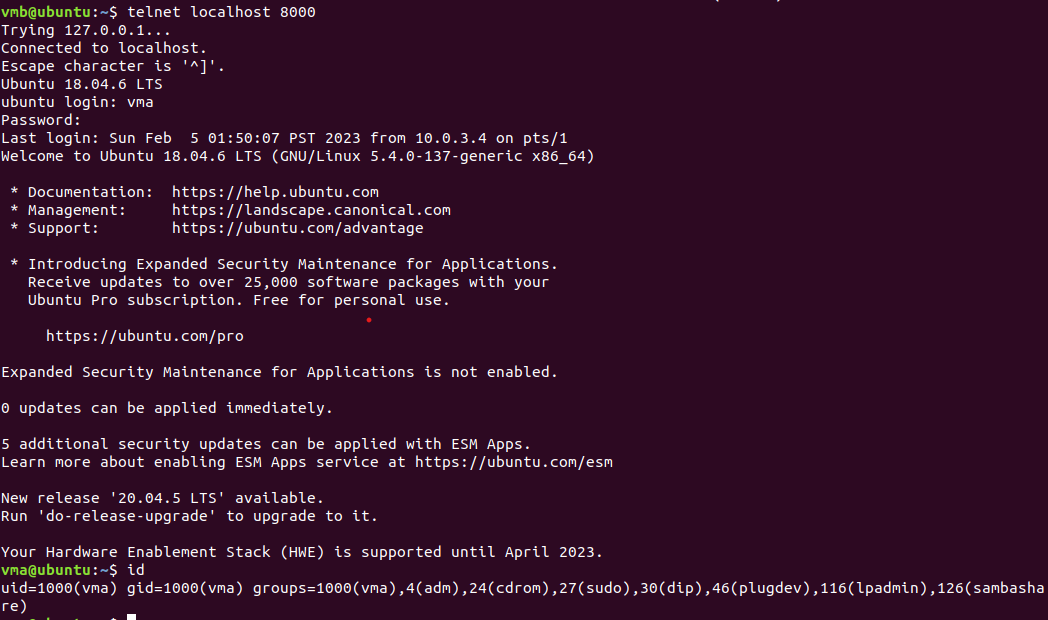 vmb@ubuntu:~$ telnet localhost 8000
Trying 127.0.0.1...
Connected to localhost.
Escape character is '^]'.
Ubuntu 18.04.6 LTS
ubuntu login: vma
Password:
Last login: Sun Feb  5 01:50:07 PST 2023 from 10.0.3.4 on pts/1
Welcome to Ubuntu 18.04.6 LTS (GNU/Linux 5.4.0-137-generic x86_64)

 * Documentation:  https://help.ubuntu.com
 * Management:     https://landscape.canonical.com
 * Support:        https://ubuntu.com/advantage

 * Introducing Expanded Security Maintenance for Applications.
   Receive updates to over 25,000 software packages with your
   Ubuntu Pro subscription. Free for personal use.

     https://ubuntu.com/pro

Expanded Security Maintenance for Applications is not enabled.

0 updates can be applied immediately.

5 additional security updates can be applied with ESM Apps.
Learn more about enabling ESM Apps service at https://ubuntu.com/esm

New release '20.04.5 LTS' available.
Run 'do-release-upgrade' to upgrade to it.

Your Hardware Enablement Stack (HWE) is supported until April 2023.
vma@ubuntu:~$ id
uid=1000(vma) gid=1000(vma) groups=1000(vma),4(adm),24(cdrom),27(sudo),30(dip),46(plugdev),116(lpadmin),126(sambasha
re)